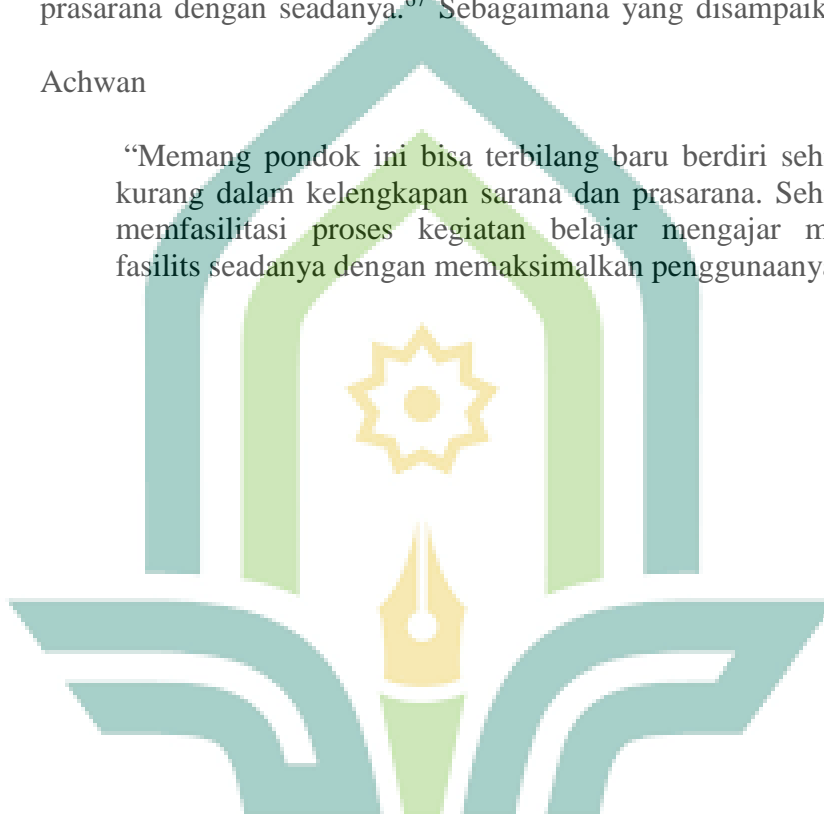 prasarana dengan seadanya.⁶⁷ Sebagaimana yang disampaik
Achwan
“Memang pondok ini bisa terbilang baru berdiri seh
kurang dalam kelengkapan sarana dan prasarana. Seh
memfasilitasi proses kegiatan belajar mengajar m
fasilits seadanya dengan memaksimalkan penggunaanya